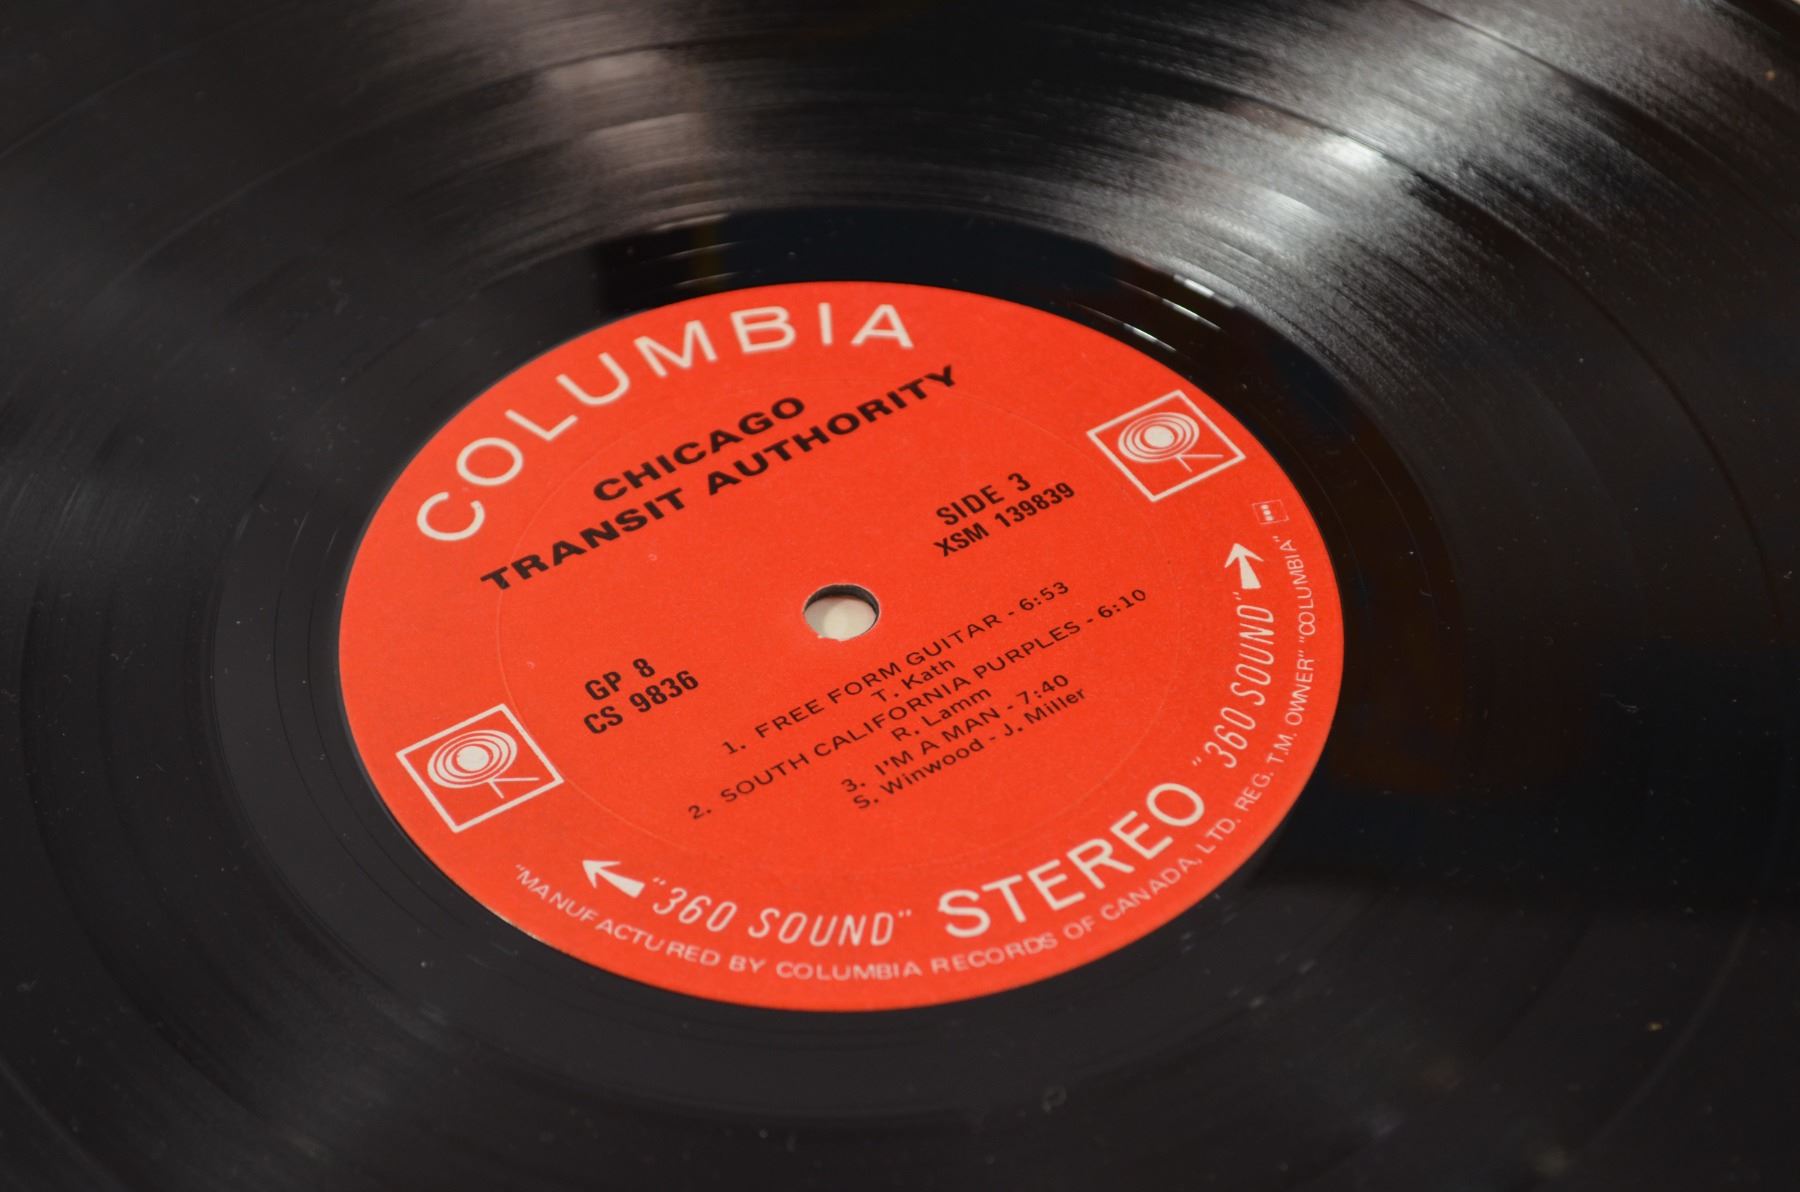 COLUMBIA
CHICAGO
TRANSIT AUTHORITY
SIDE 3
XSM 139839
GP 8
CS 9836
1. FREE FORM GUITAR - 6:53
T. Kath
2. SOUTH CALIFORNIA PURPLES - 6:10
R. Lamm
3. I'M A MAN - 7:40
S. Winwood - J. Miller
"360 SOUND" STEREO "360 SOUND"
"MANUFACTURED BY COLUMBIA RECORDS OF CANADA, LTD. REG. T.M. OWNER" "COLUMBIA"